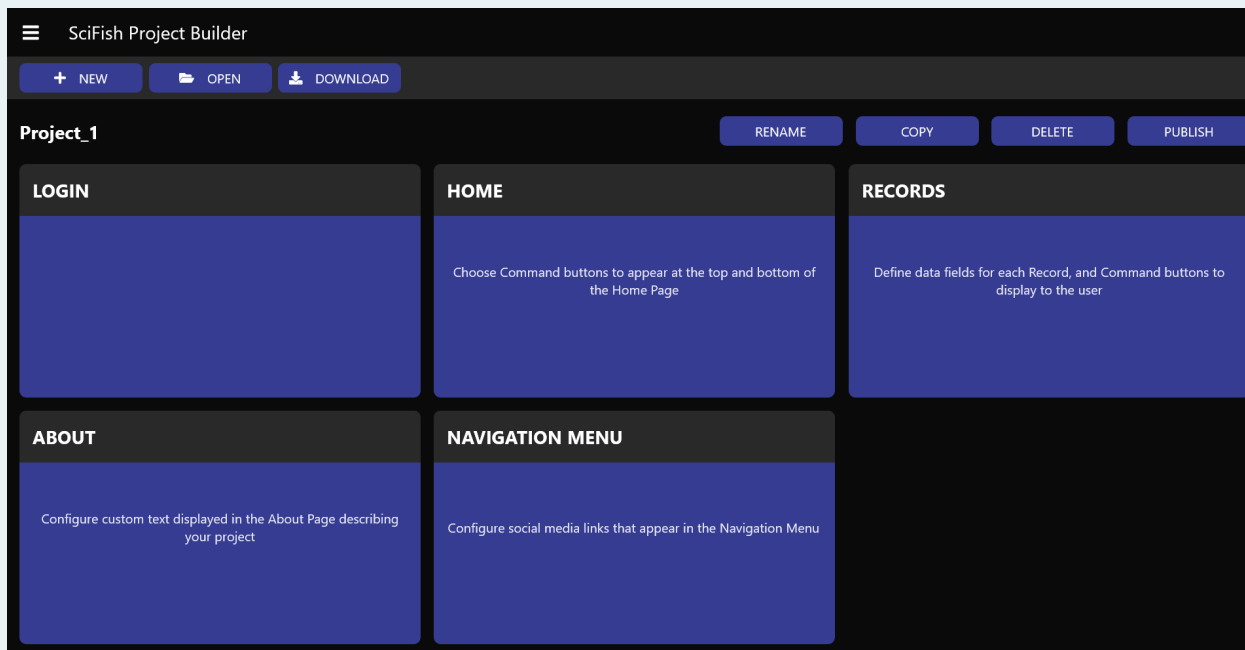 SciFish Project Builder
NEW
OPEN
DOWNLOAD
Project_1
RENAME
COPY
DELETE
PUBLISH
LOGIN
HOME
Choose Command buttons to appear at the top and bottom of
the Home Page
RECORDS
Define data fields for each Record, and Command buttons to
display to the user
ABOUT
Configure custom text displayed in the About Page describing
your project
NAVIGATION MENU
Configure social media links that appear in the Navigation Menu